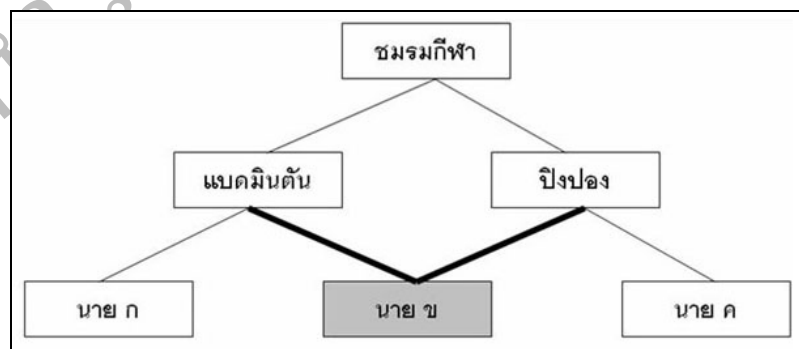 ชมรมกีฬา
แบดมินตัน ปิงปอง
นาย ก นาย ข นาย ค